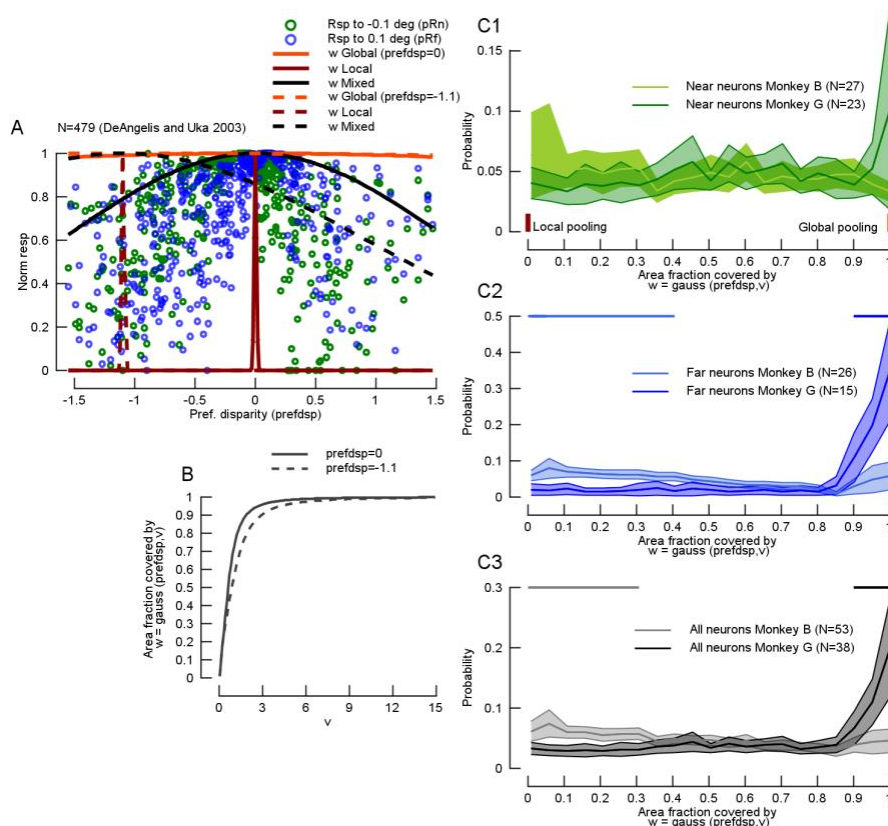 Rsp to -0.1 deg (pRn)
Rsp to 0.1 deg (pRf)
w Global (prefdsp=0)
w Local
w Mixed
w Global (prefdsp=-1.1)
w Local
w Mixed
A
N=479 (DeAngelis and Uka 2003)
1
0.8
0.6
0.4
0.2
0
Norm resp
-1.5
-1
-0.5
0
0.5
1
1.5
Pref. disparity (prefdsp)
B
prefdsp=0
prefdsp=-1.1
1
0.9
0.8
0.7
0.6
0.5
0.4
0.3
0.2
0.1
0
Area fraction covered by
w = gauss (prefdsp,v)
0
3
6
9
12
15
v
C1
0.15
0.1
0.05
0
Probability
Near neurons Monkey B (N=27)
Near neurons Monkey G (N=23)
Local pooling
Global pooling
0
0.1
0.2
0.3
0.4
0.5
0.6
0.7
0.8
0.9
1
Area fraction covered by
w = gauss (prefdsp,v)
C2
0.5
0.4
0.3
0.2
0.1
0
Probability
Far neurons Monkey B (N=26)
Far neurons Monkey G (N=15)
0
0.1
0.2
0.3
0.4
0.5
0.6
0.7
0.8
0.9
1
Area fraction covered by
w = gauss (prefdsp,v)
C3
0.3
0.2
0.1
0
Probability
All neurons Monkey B (N=53)
All neurons Monkey G (N=38)
0
0.1
0.2
0.3
0.4
0.5
0.6
0.7
0.8
0.9
1
Area fraction covered by
w = gauss (prefdsp,v)